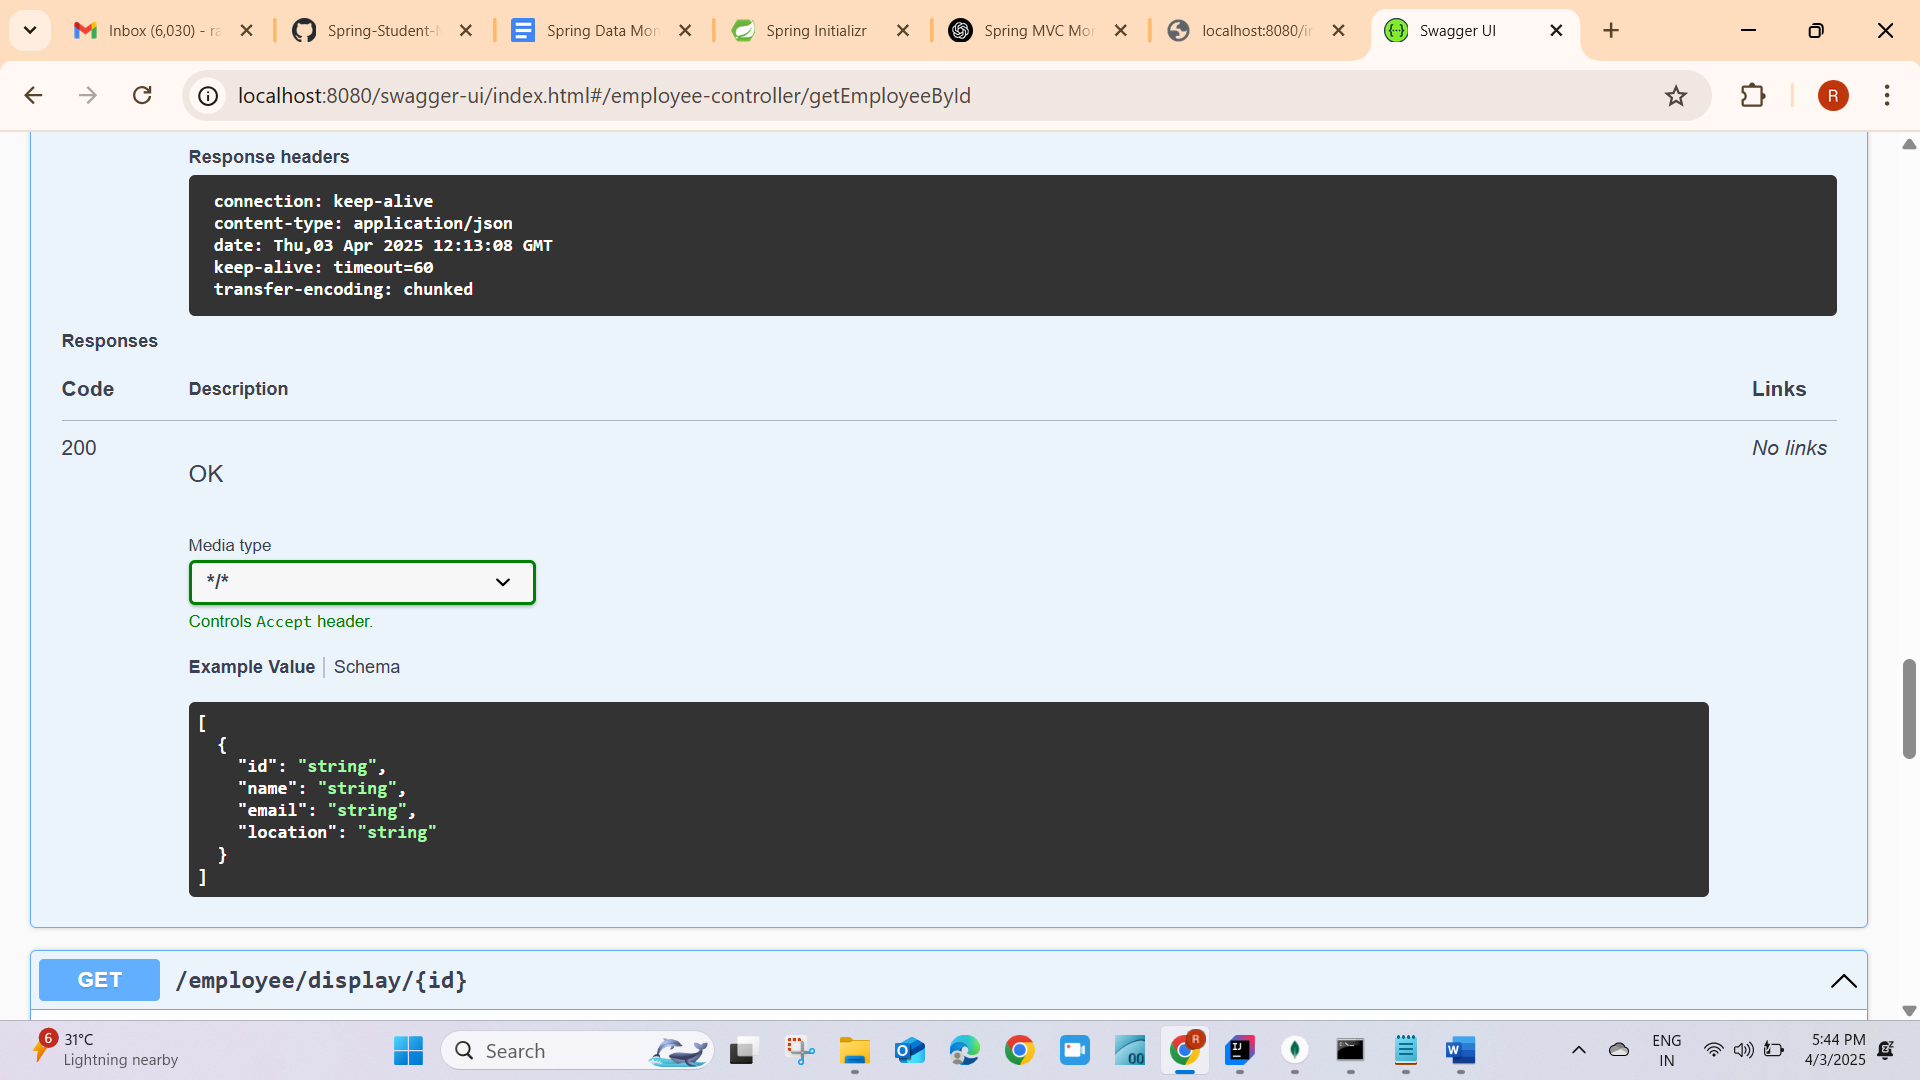 Inbox (6,030) - ra
Spring-Student-M
Spring Data Mon
Spring Initializr
Spring MVC Mon
localhost:8080/in
Swagger UI
localhost:8080/swagger-ui/index.html#/employee-controller/getEmployeeById
R
Response headers
connection: keep-alive
content-type: application/json
date: Thu,03 Apr 2025 12:13:08 GMT
keep-alive: timeout=60
transfer-encoding: chunked
Responses
Code Description Links
200 No links
OK
Media type
*/*
Controls Accept header.
Example Value | Schema
[
{
"id": "string",
"name": "string",
"email": "string",
"location": "string"
}
]
GET /employee/display/{id}
6
31°C
Lightning nearby
Search
R
ENG
IN
5:44 PM
4/3/2025